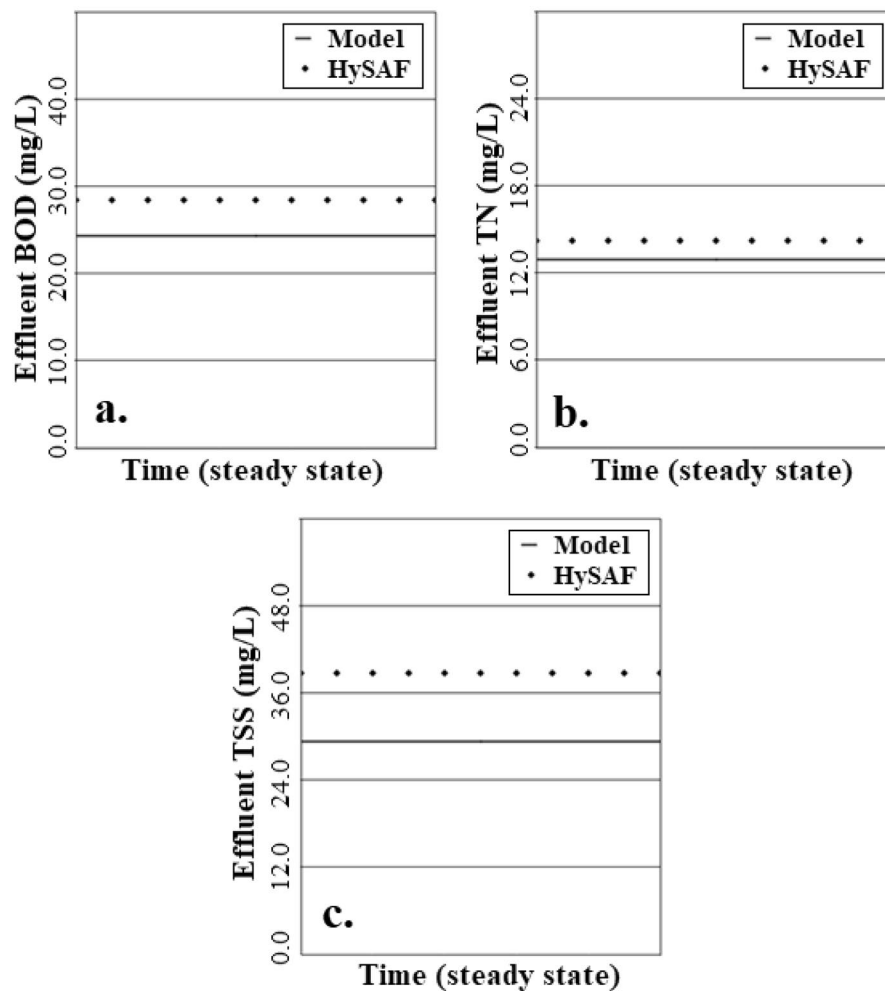 Model
HySAF
Effluent BOD (mg/L)
40.0
30.0
20.0
10.0
0.0
a.
Time (steady state)
Model
HySAF
Effluent TN (mg/L)
24.0
18.0
12.0
6.0
0.0
b.
Time (steady state)
Model
HySAF
Effluent TSS (mg/L)
48.0
36.0
24.0
12.0
0.0
c.
Time (steady state)